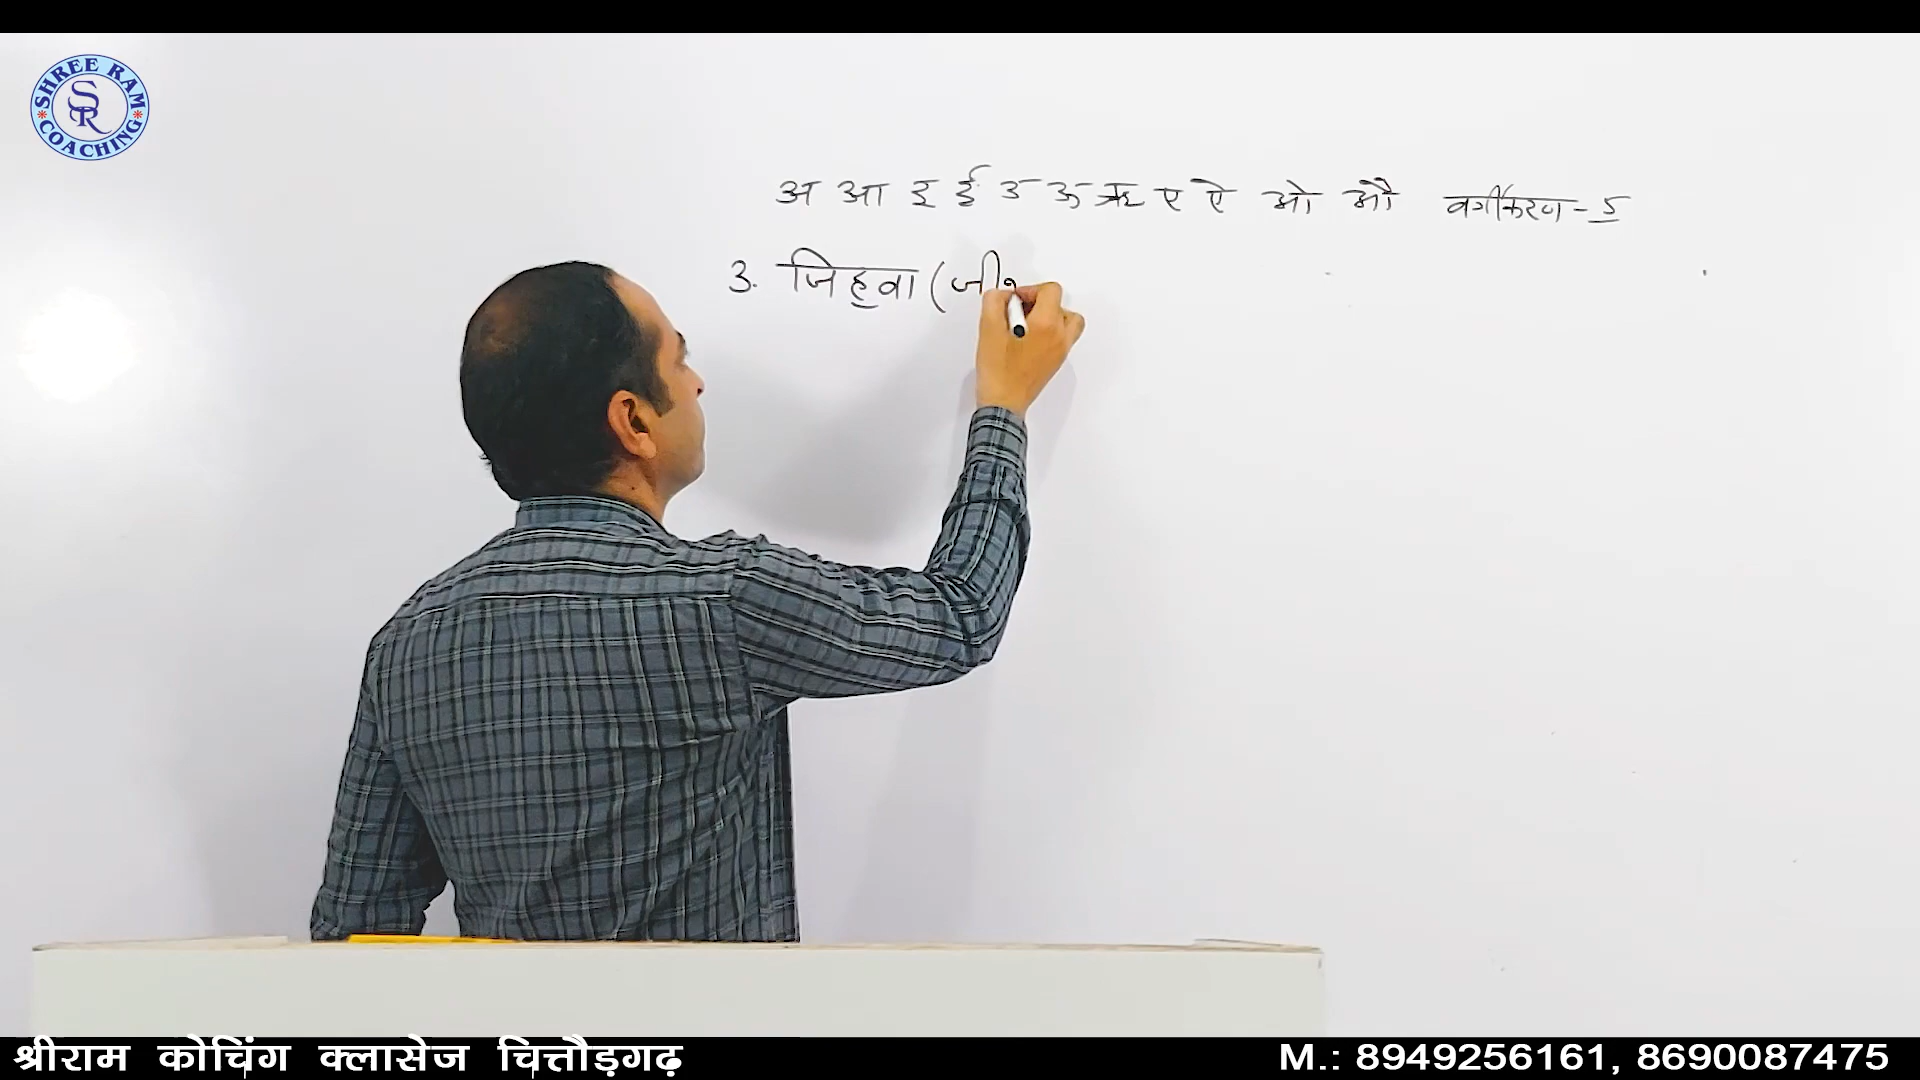 SHREE RAM COACHING
SR
अ आ इ ई उ ऊ ऋ ए ऐ ओ औ वर्गीकरण - 5
3. जिह्वा (जी
श्रीराम कोचिंग क्लासेज चित्तौड़गढ़
M.: 8949256161, 8690087475